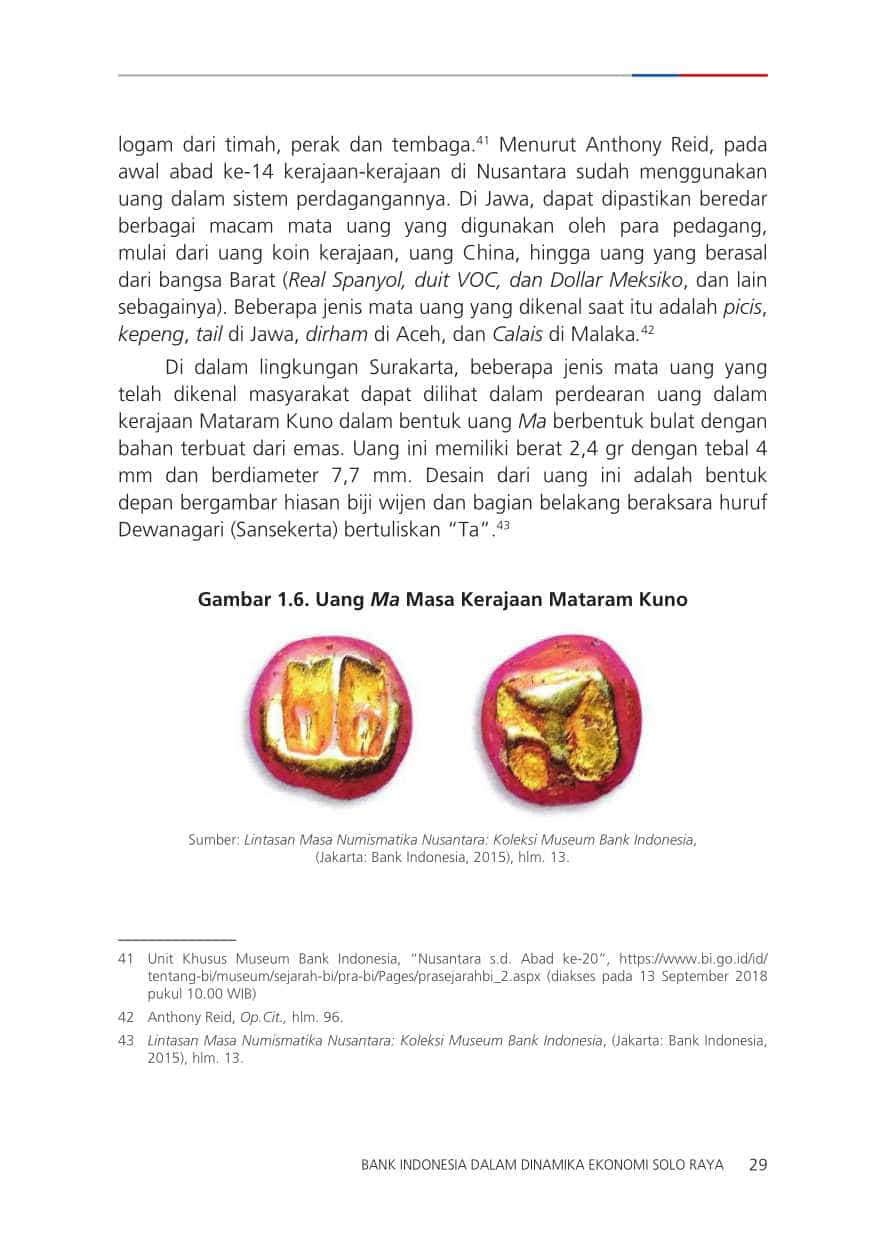 logam dari timah, perak dan tembaga.41 Menurut Anthony Reid, pada
awal abad ke-14 kerajaan-kerajaan di Nusantara sudah menggunakan
uang dalam sistem perdagangannya. Di Jawa, dapat dipastikan beredar
berbagai macam mata uang yang digunakan oleh para pedagang,
mulai dari uang koin kerajaan, uang China, hingga uang yang berasal
dari bangsa Barat (Real Spanyol, duit VOC, dan Dollar Meksiko, dan lain
sebagainya). Beberapa jenis mata uang yang dikenal saat itu adalah picis,
kepeng, tail di Jawa, dirham di Aceh, dan Calais di Malaka.42
Di dalam lingkungan Surakarta, beberapa jenis mata uang yang
telah dikenal masyarakat dapat dilihat dalam perdearan uang dalam
kerajaan Mataram Kuno dalam bentuk uang Ma berbentuk bulat dengan
bahan terbuat dari emas. Uang ini memiliki berat 2,4 gr dengan tebal 4
mm dan berdiameter 7,7 mm. Desain dari uang ini adalah bentuk
depan bergambar hiasan biji wijen dan bagian belakang beraksara huruf
Dewanagari (Sansekerta) bertuliskan “Ta”.43
Gambar 1.6. Uang Ma Masa Kerajaan Mataram Kuno
Sumber: Lintasan Masa Numismatika Nusantara: Koleksi Museum Bank Indonesia,
(Jakarta: Bank Indonesia, 2015), hlm. 13.
41 Unit Khusus Museum Bank Indonesia, “Nusantara s.d. Abad ke-20”, https://www.bi.go.id/id/
tentang-bi/museum/sejarah-bi/pra-bi/Pages/prasejarahbi_2.aspx (diakses pada 13 September 2018
pukul 10.00 WIB)
42 Anthony Reid, Op.Cit., hlm. 96.
43 Lintasan Masa Numismatika Nusantara: Koleksi Museum Bank Indonesia, (Jakarta: Bank Indonesia,
2015), hlm. 13.
BANK INDONESIA DALAM DINAMIKA EKONOMI SOLO RAYA 29